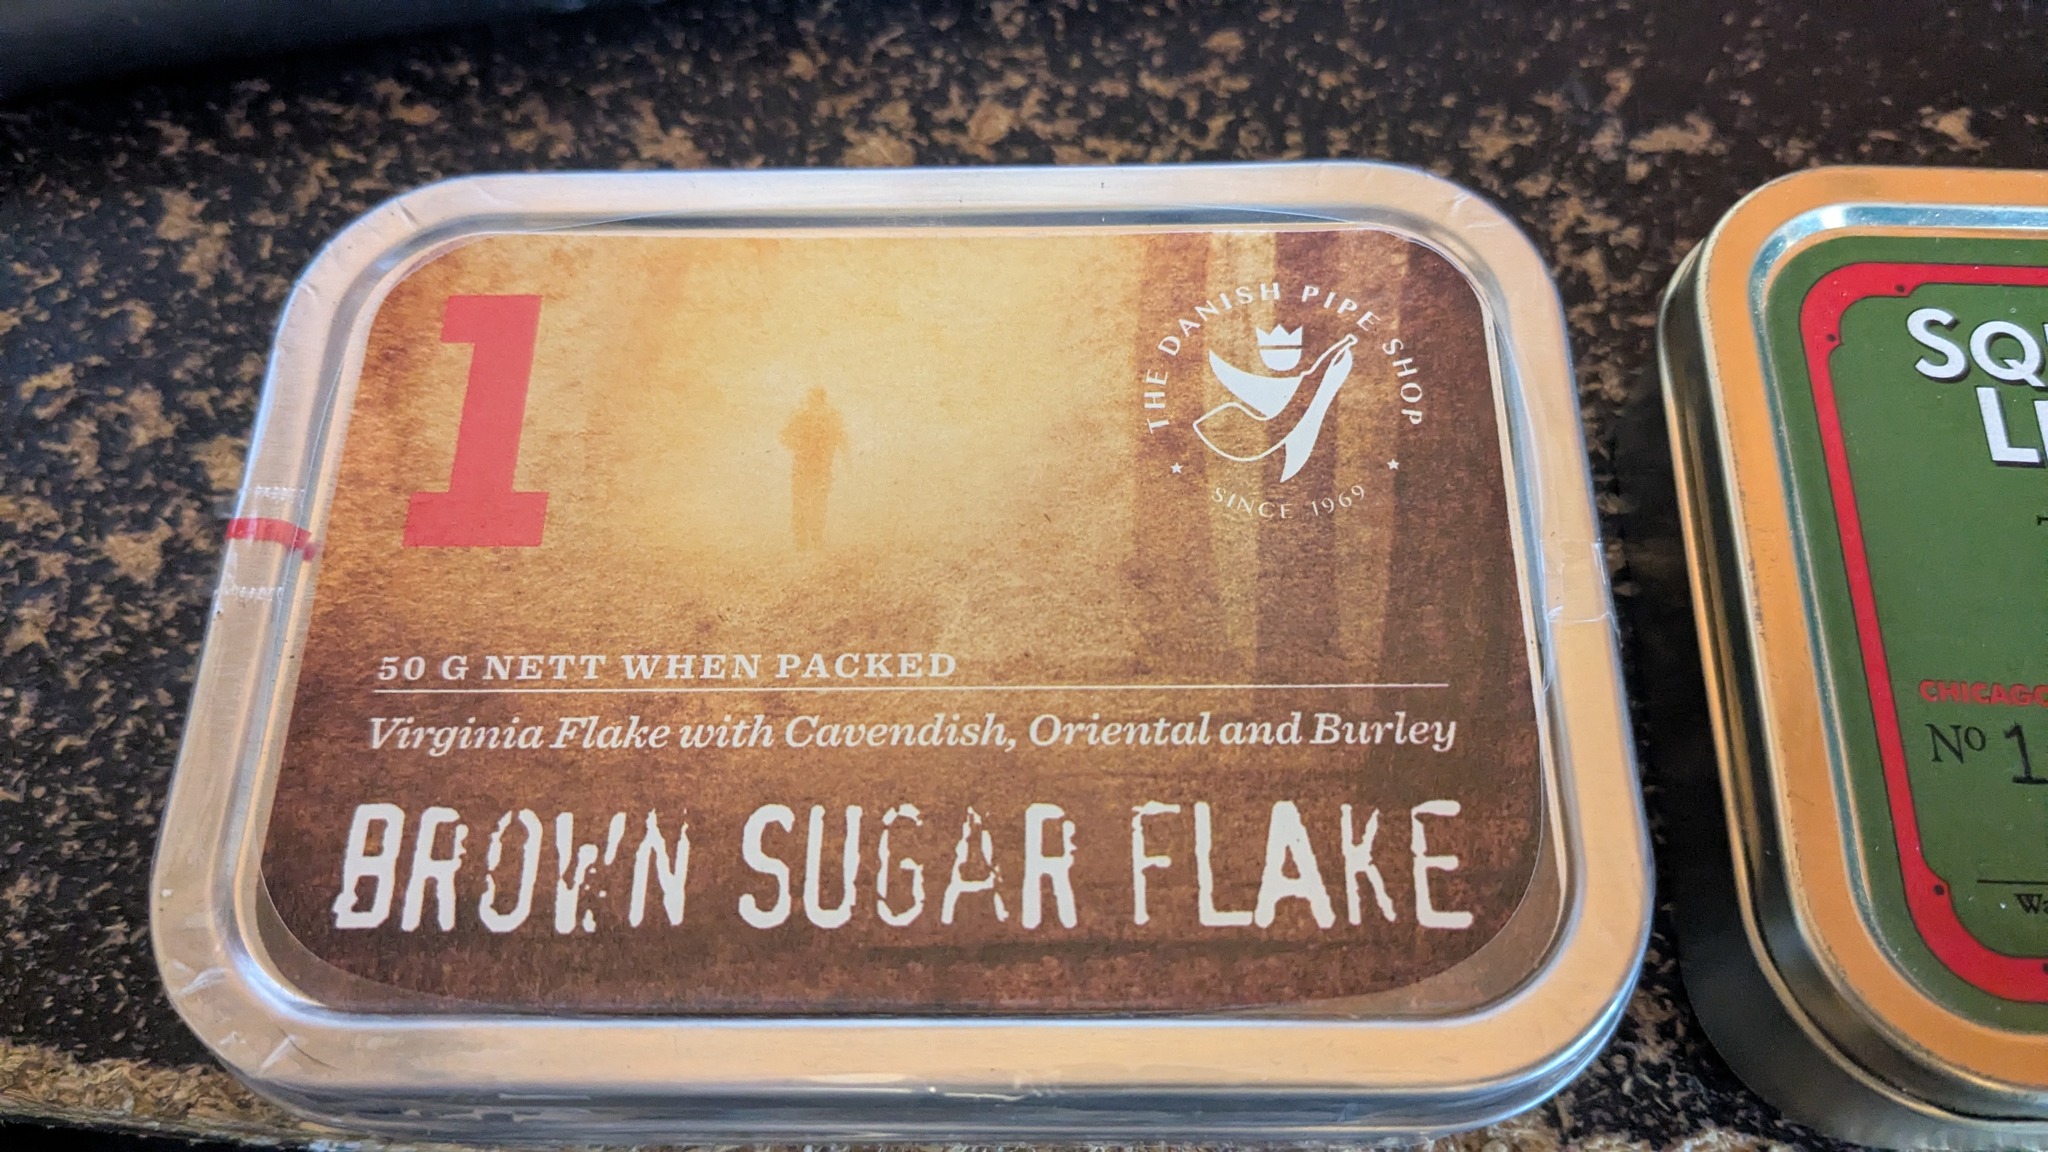 1
THE DANISH PIPE SHOP
SINCE 1969
50 G NETT WHEN PACKED
Virginia Flake with Cavendish, Oriental and Burley
BROWN SUGAR FLAKE
SQ
L
CHICAGO
Nº 1